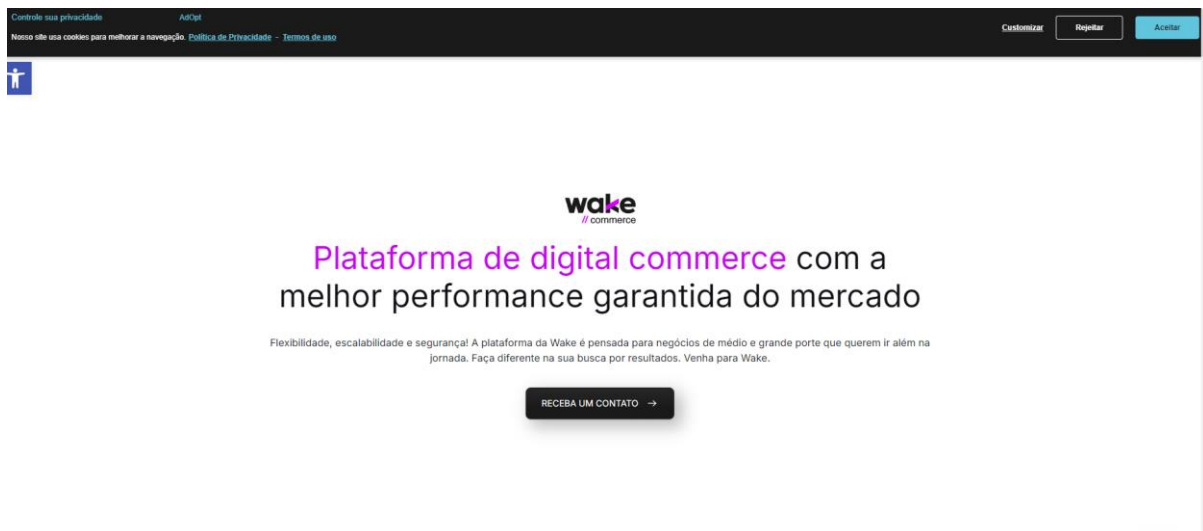 Controle sua privacidade AdOpt
Nosso site usa cookies para melhorar a navegação. Política de Privacidade - Termos de uso
Customizar Rejeitar Aceitar
wake
// commerce
Plataforma de digital commerce com a
melhor performance garantida do mercado
Flexibilidade, escalabilidade e segurança! A plataforma da Wake é pensada para negócios de médio e grande porte que querem ir além na
jornada. Faça diferente na sua busca por resultados. Venha para Wake.
RECEBA UM CONTATO →